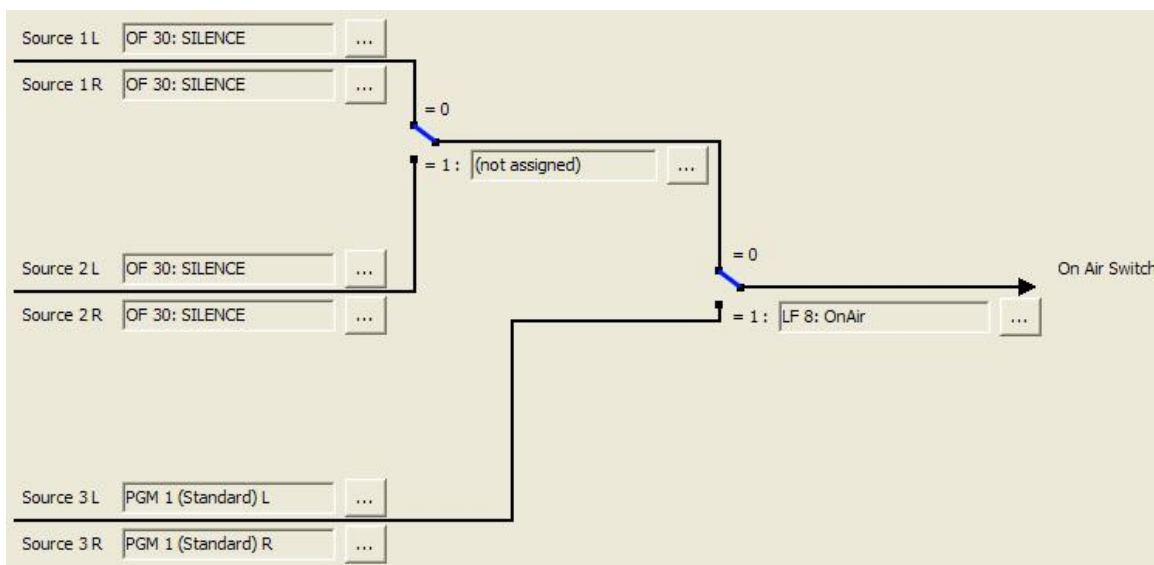 Source 1 L OF 30: SILENCE ...
Source 1 R OF 30: SILENCE ...
= 0
= 1 : (not assigned) ...
Source 2 L OF 30: SILENCE ...
= 0
On Air Switch
Source 2 R OF 30: SILENCE ...
= 1 : LF 8: OnAir ...
Source 3 L PGM 1 (Standard) L ...
Source 3 R PGM 1 (Standard) R ...